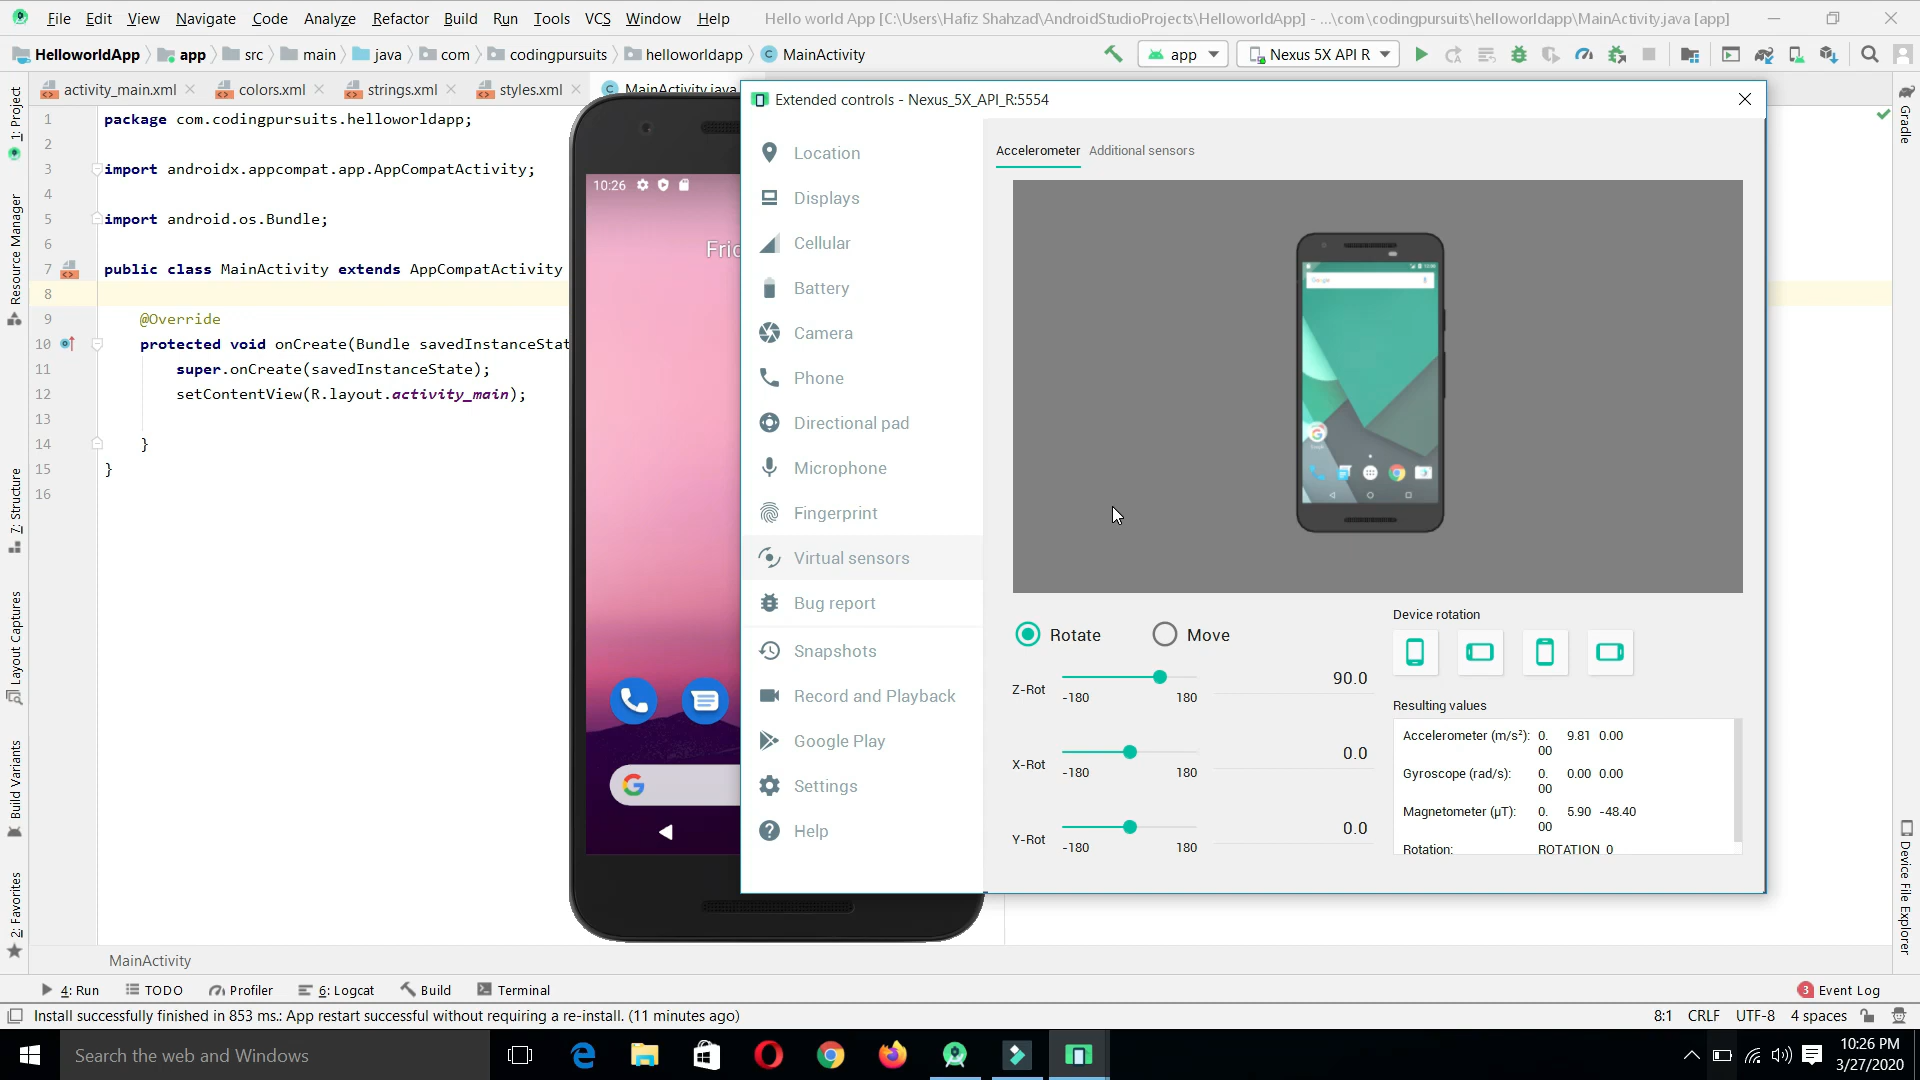 File Edit View Navigate Code Analyze Refactor Build Run Tools VCS Window Help Hello world App [C:\Users\Hafiz Shahzad\AndroidStudioProjects\HelloworldApp] - ...\com\codingpursuits\helloworldapp\MainActivity.java [app]
HelloworldApp app src main java com codingpursuits helloworldapp MainActivity app Nexus 5X API R
activity_main.xml colors.xml strings.xml styles.xml MainActivity.java
Extended controls - Nexus_5X_API_R:5554
1: Project
Resource Manager
7: Structure
Layout Captures
Build Variants
2: Favorites
1 package com.codingpursuits.helloworldapp;
2
3 import androidx.appcompat.app.AppCompatActivity;
4
5 import android.os.Bundle;
6
7 public class MainActivity extends AppCompatActivity
8
9 @Override
10 protected void onCreate(Bundle savedInstanceStat
11 super.onCreate(savedInstanceState);
12 setContentView(R.layout.activity_main);
13
14 }
15 }
16
10:26
Fric
Location
Displays
Cellular
Battery
Camera
Phone
Directional pad
Microphone
Fingerprint
Virtual sensors
Bug report
Snapshots
Record and Playback
Google Play
Settings
Help
Accelerometer Additional sensors
Google
Rotate Move
Z-Rot 90.0
-180 180
X-Rot 0.0
-180 180
Y-Rot 0.0
-180 180
Device rotation
Resulting values
Accelerometer (m/s²): 0.00 9.81 0.00
Gyroscope (rad/s): 0.00 0.00 0.00
Magnetometer (µT): 0.00 5.90 -48.40
Rotation: ROTATION 0
Gradle
Device File Explorer
MainActivity
4: Run TODO Profiler 6: Logcat Build Terminal 3 Event Log
Install successfully finished in 853 ms.: App restart successful without requiring a re-install. (11 minutes ago) 8:1 CRLF UTF-8 4 spaces
Search the web and Windows
10:26 PM
3/27/2020